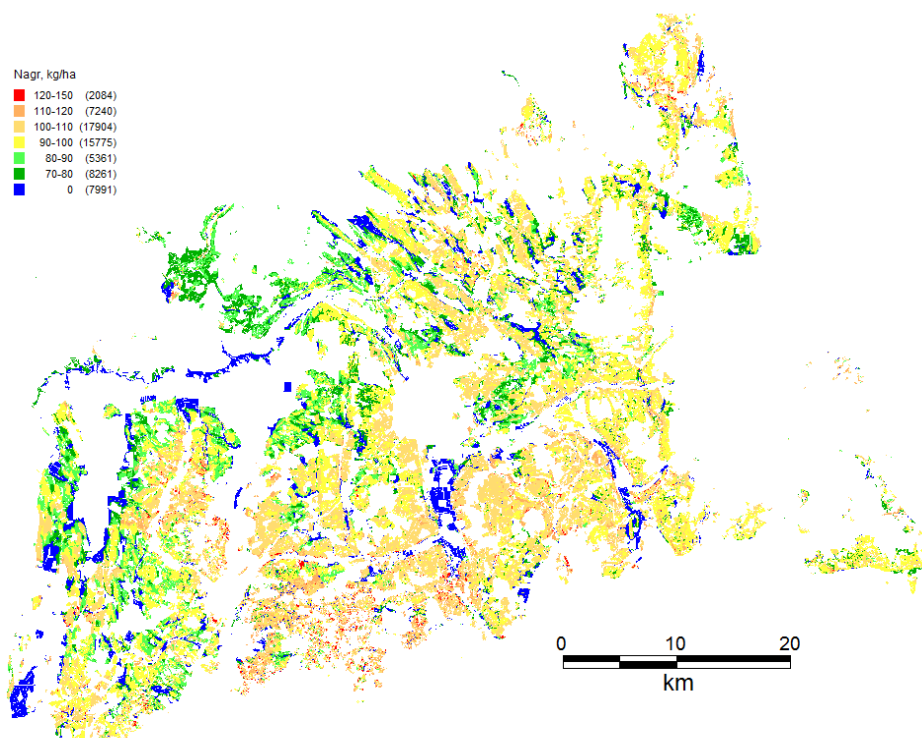 Nagr, kg/ha
120-150 (2084)
110-120 (7240)
100-110 (17904)
90-100 (15775)
80-90 (5361)
70-80 (8261)
0 (7991)
0 10 20
km